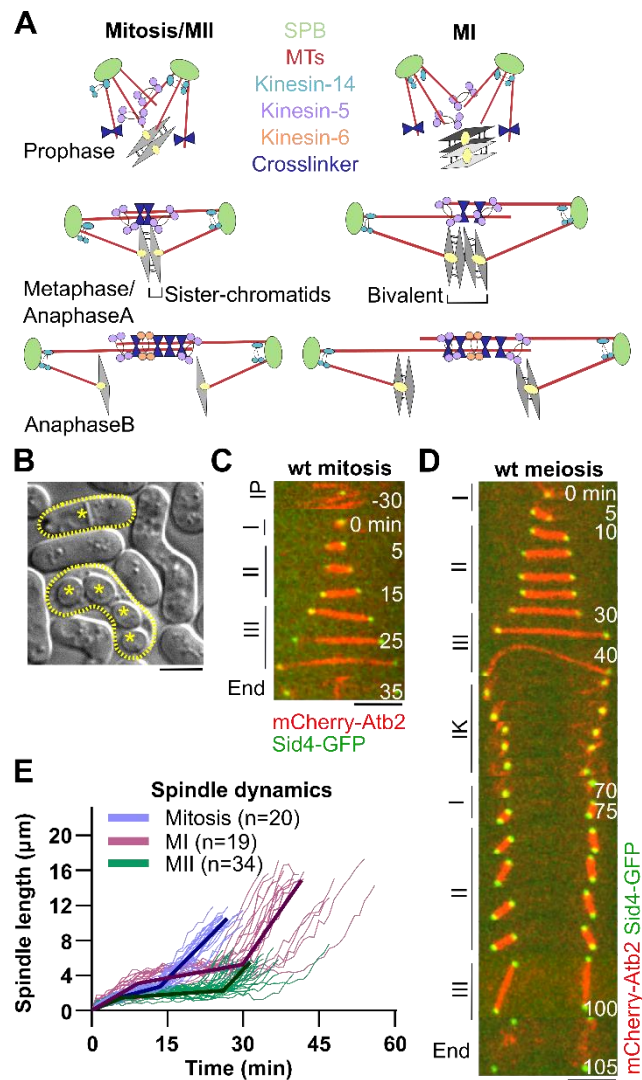 A
Mitosis/MII
SPB
MTs
Kinesin-14
Kinesin-5
Kinesin-6
Crosslinker
MI
Prophase
Metaphase/
AnaphaseA
Sister-chromatids
Bivalent
AnaphaseB
B
C
wt mitosis
IP
I
II
III
End
-30
0 min
5
15
25
35
mCherry-Atb2
Sid4-GFP
D
wt meiosis
I
II
III
IK
I
II
III
End
0 min
5
10
30
40
70
75
100
105
mCherry-Atb2 Sid4-GFP
E
Spindle dynamics
Mitosis (n=20)
MI (n=19)
MII (n=34)
Spindle length (µm)
20
16
12
8
4
0
0 15 30 45 60
Time (min)